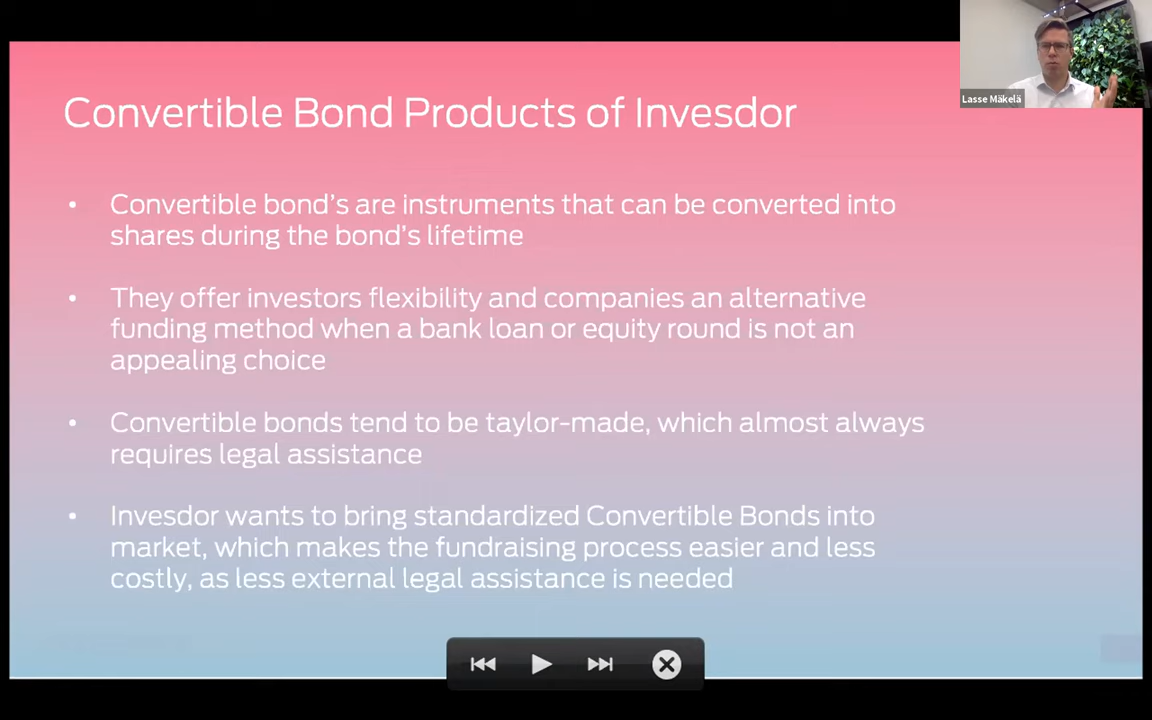 Convertible Bond Products of Invesdor
Lasse Mäkelä
• Convertible bond's are instruments that can be converted into
shares during the bond's lifetime
• They offer investors flexibility and companies an alternative
funding method when a bank loan or equity round is not an
appealing choice
• Convertible bonds tend to be taylor-made, which almost always
requires legal assistance
• Invesdor wants to bring standardized Convertible Bonds into
market, which makes the fundraising process easier and less
costly, as less external legal assistance is needed